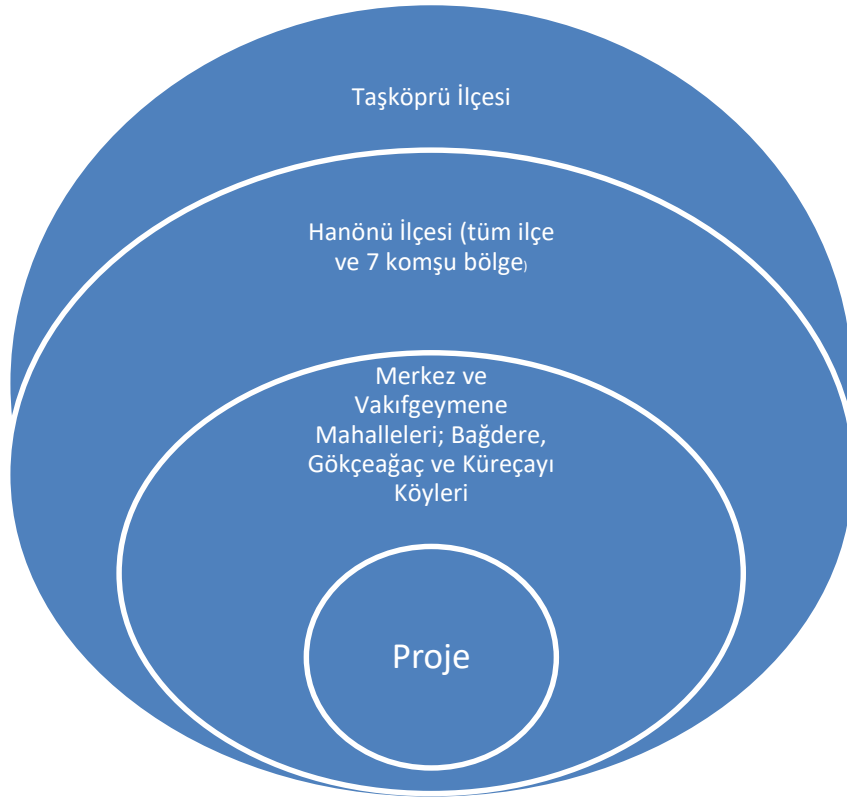 Taşköprü İlçesi
Hanönü İlçesi (tüm ilçe
ve 7 komşu bölge)
Merkez ve
Vakıfgeymene
Mahalleleri; Bağdere,
Gökçeağaç ve Küreçayı
Köyleri
Proje